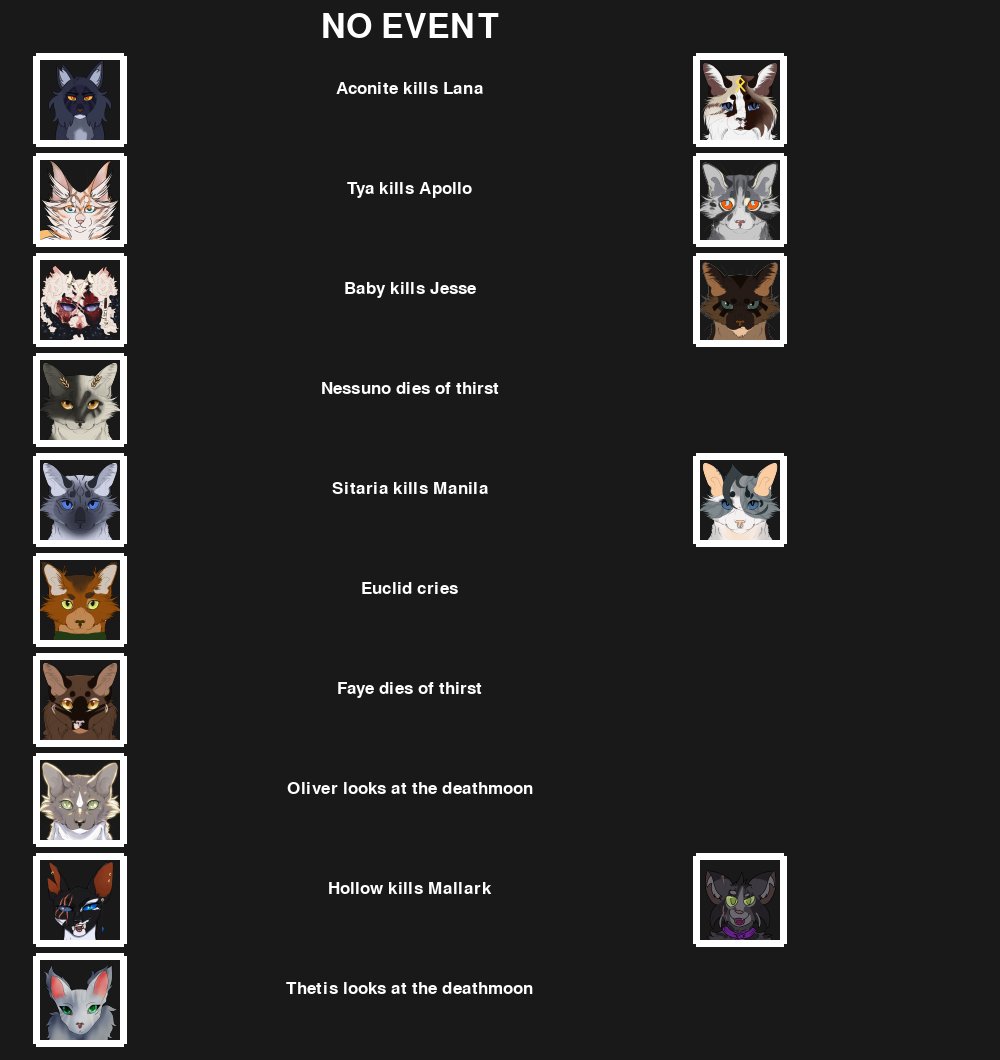 NO EVENT
Aconite kills Lana
Tya kills Apollo
Baby kills Jesse
Nessuno dies of thirst
Sitaria kills Manila
Euclid cries
Faye dies of thirst
Oliver looks at the deathmoon
Hollow kills Mallark
Thetis looks at the deathmoon